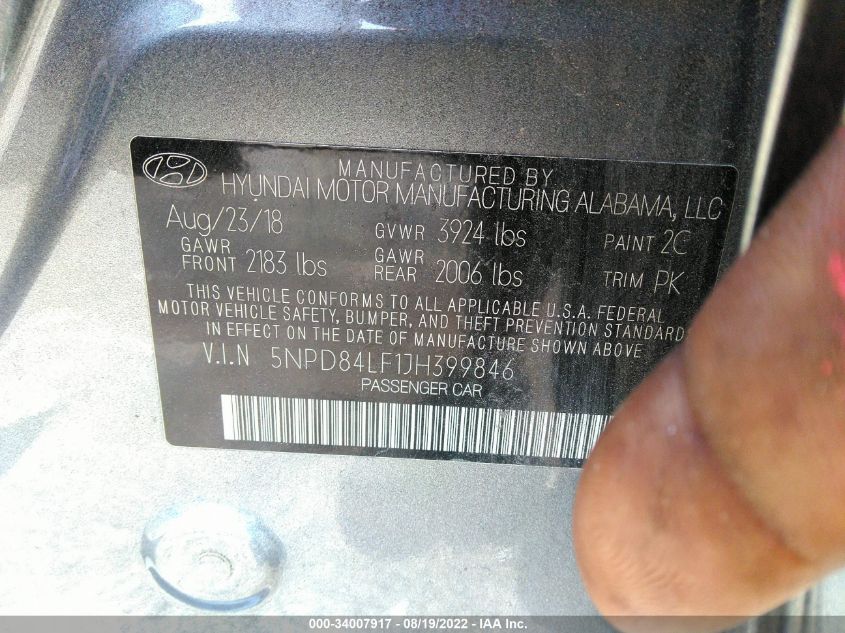 MANUFACTURED BY
HYUNDAI MOTOR MANUFACTURING ALABAMA, LLC
Aug/23/18 GVWR 3924 lbs PAINT 2C
GAWR FRONT 2183 lbs GAWR REAR 2006 lbs TRIM PK
THIS VEHICLE CONFORMS TO ALL APPLICABLE U.S.A. FEDERAL
MOTOR VEHICLE SAFETY, BUMPER, AND THEFT PREVENTION STANDARDS
IN EFFECT ON THE DATE OF MANUFACTURE SHOWN ABOVE
V.I.N 5NPD84LF1JH399846
PASSENGER CAR
000-34007917 - 08/19/2022 - IAA Inc.